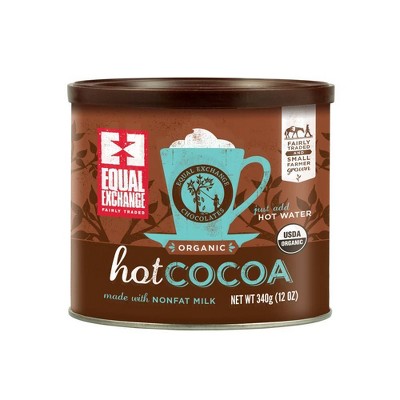 EQUAL
EXCHANGE
FAIRLY TRADED
EQUAL EXCHANGE
CHOCOLATES
FAIRLY
TRADED
AND
SMALL
FARMER
grown
just add
HOT WATER
USDA
ORGANIC
ORGANIC
hot COCOA
made with NONFAT MILK
NET WT 340g (12 OZ)